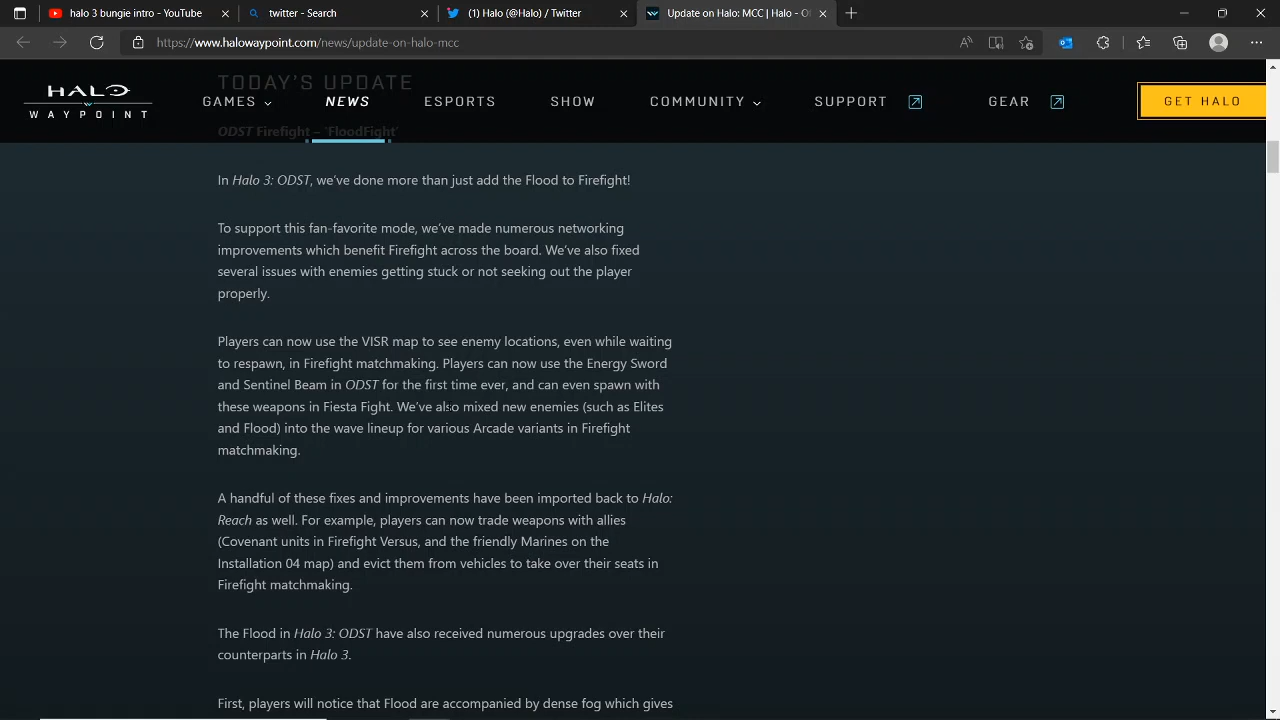 halo 3 bungie intro - YouTube
twitter - Search
(1) Halo (@Halo) / Twitter
Update on Halo: MCC | Halo - O
https://www.halowaypoint.com/news/update-on-halo-mcc
HALO
WAYPOINT
GAMES
NEWS
ESPORTS
SHOW
COMMUNITY
SUPPORT
GEAR
GET HALO
TODAY'S UPDATE
ODST Firefight – 'FloodFight'
In Halo 3: ODST, we've done more than just add the Flood to Firefight!
To support this fan-favorite mode, we've made numerous networking
improvements which benefit Firefight across the board. We've also fixed
several issues with enemies getting stuck or not seeking out the player
properly.
Players can now use the VISR map to see enemy locations, even while waiting
to respawn, in Firefight matchmaking. Players can now use the Energy Sword
and Sentinel Beam in ODST for the first time ever, and can even spawn with
these weapons in Fiesta Fight. We've also mixed new enemies (such as Elites
and Flood) into the wave lineup for various Arcade variants in Firefight
matchmaking.
A handful of these fixes and improvements have been imported back to Halo:
Reach as well. For example, players can now trade weapons with allies
(Covenant units in Firefight Versus, and the friendly Marines on the
Installation 04 map) and evict them from vehicles to take over their seats in
Firefight matchmaking.
The Flood in Halo 3: ODST have also received numerous upgrades over their
counterparts in Halo 3.
First, players will notice that Flood are accompanied by dense fog which gives